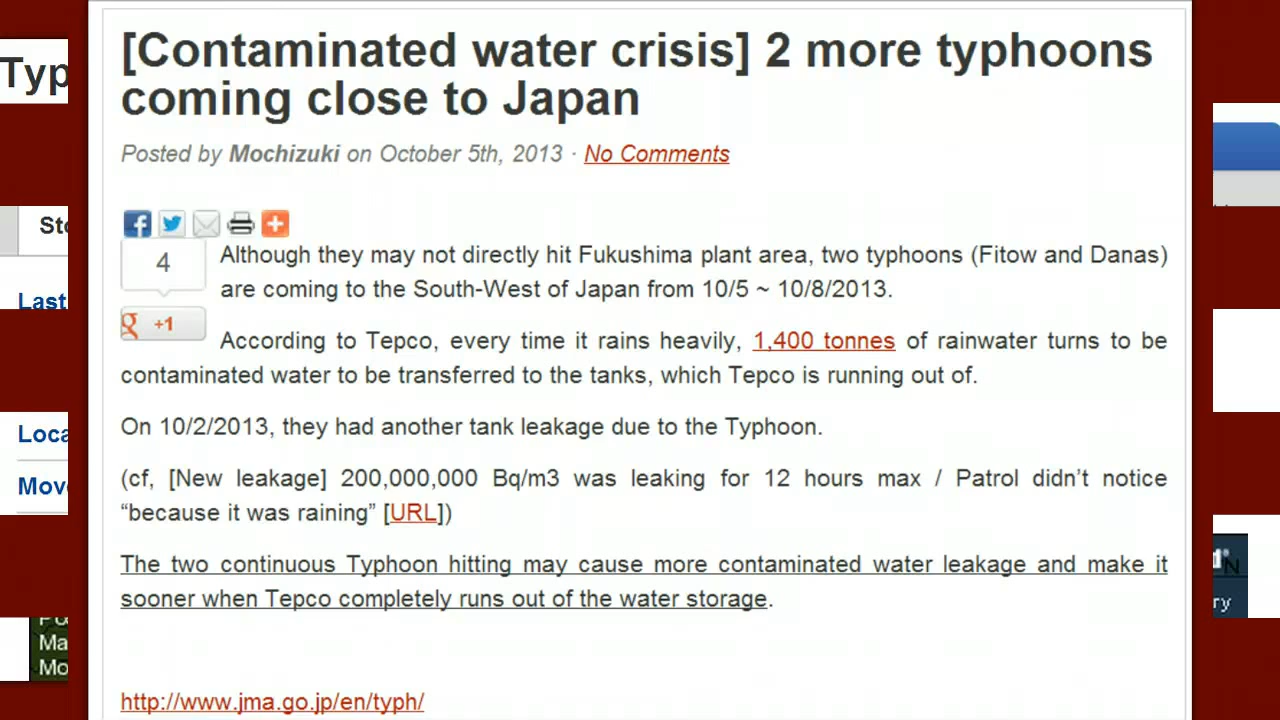 [Contaminated water crisis] 2 more typhoons
coming close to Japan
Posted by Mochizuki on October 5th, 2013 · No Comments
4
+1
Although they may not directly hit Fukushima plant area, two typhoons (Fitow and Danas)
are coming to the South-West of Japan from 10/5 ~ 10/8/2013.
According to Tepco, every time it rains heavily, 1,400 tonnes of rainwater turns to be
contaminated water to be transferred to the tanks, which Tepco is running out of.
On 10/2/2013, they had another tank leakage due to the Typhoon.
(cf, [New leakage] 200,000,000 Bq/m3 was leaking for 12 hours max / Patrol didn’t notice
“because it was raining” [URL])
The two continuous Typhoon hitting may cause more contaminated water leakage and make it
sooner when Tepco completely runs out of the water storage.
http://www.jma.go.jp/en/typh/
Typ
Sto
Last
Loca
Move
Ma
Mo
N
ry